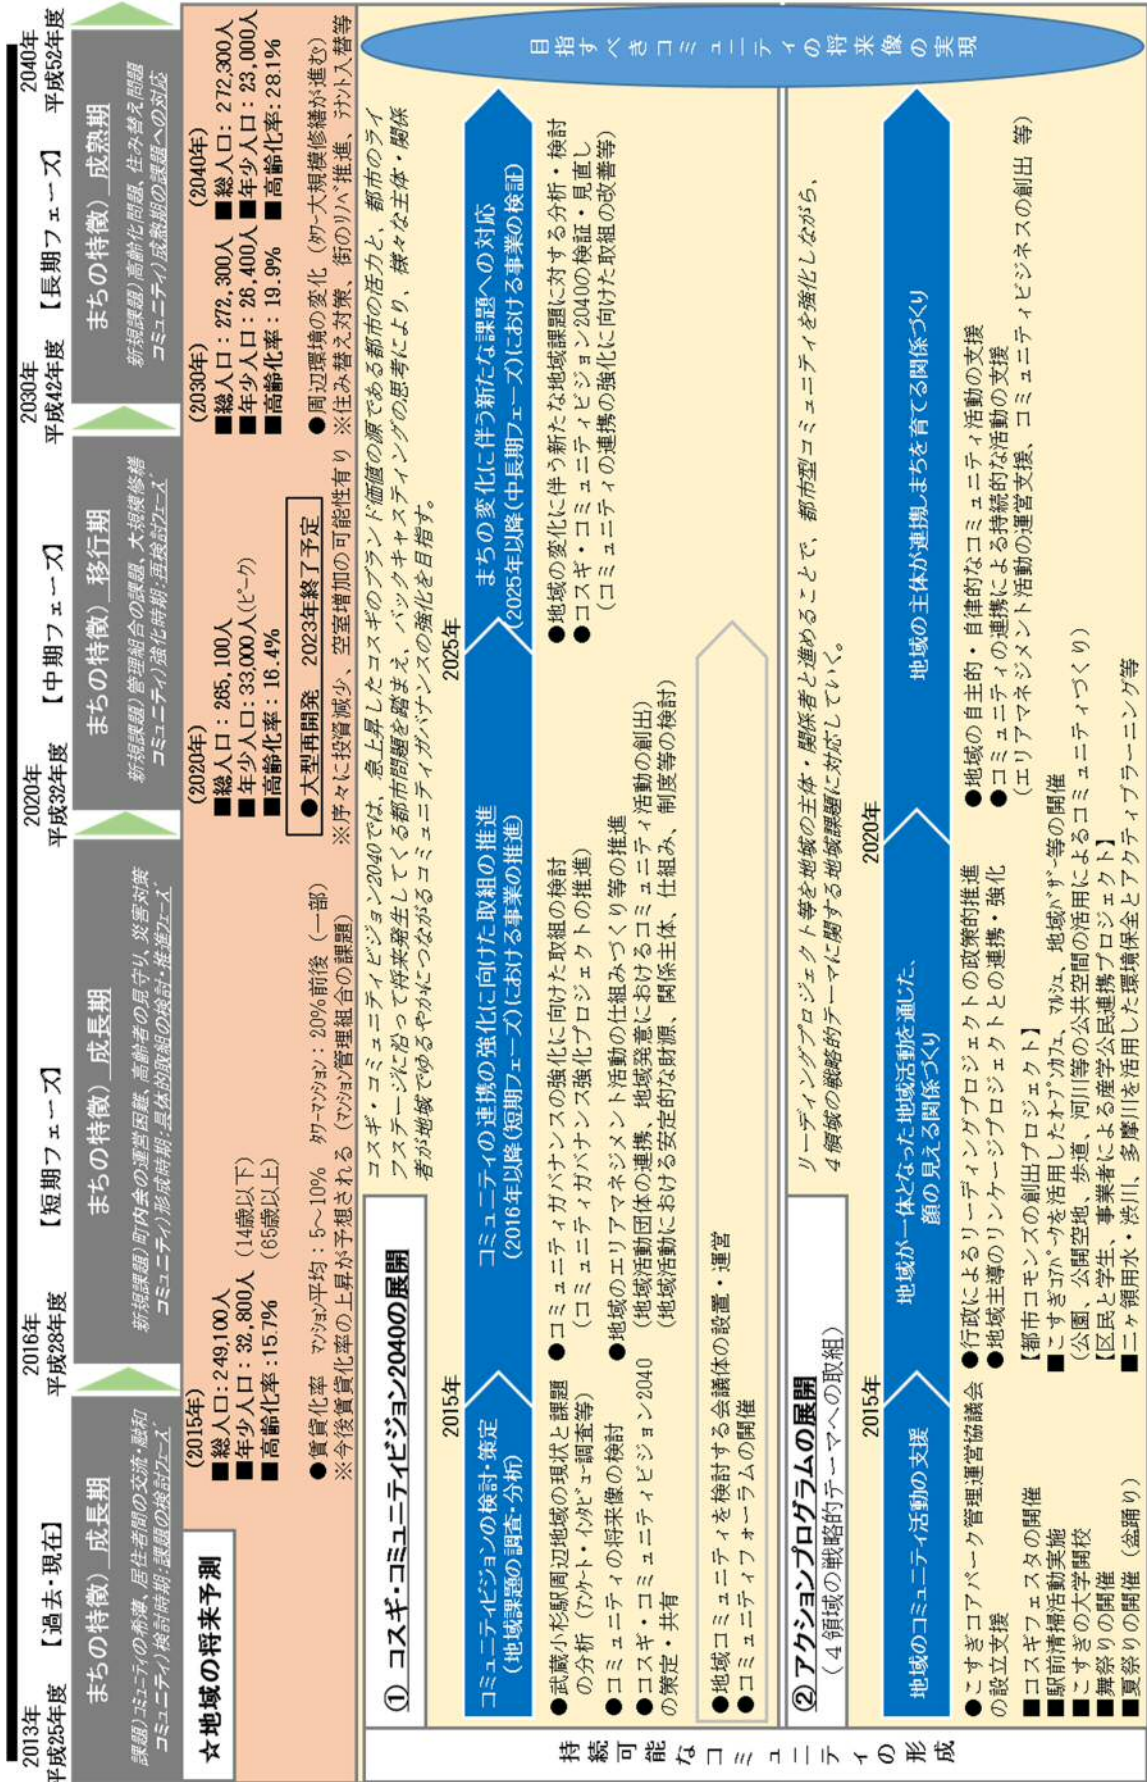 2013年
平成25年度
【過去・現在】
2016年
平成28年度
【短期フェーズ】
2020年
平成32年度
【中期フェーズ】
2030年
平成42年度
【長期フェーズ】
2040年
平成52年度
まちの特徴）成長期
課題）コミュニティの希薄、居住者間の交流・融和
コミュニティ）検討時期：課題の検討フェーズ
まちの特徴）成長期
新規課題）町内会の運営困難、高齢者の見守り、災害対策
コミュニティ）形成時期：具体的取組の検討・推進フェーズ
まちの特徴）移行期
新規課題）管理組合の課題、大規模修繕
コミュニティ）強化時期：再検討フェーズ
まちの特徴）成熟期
新規課題）高齢化問題、住み替え問題
コミュニティ）成熟期の課題への対応
☆地域の将来予測
(2015年)
■総人口：249,100人
■年少人口：32,800人（14歳以下）
■高齢化率：15.7%　（65歳以上）
(2020年)
■総人口：265,100人
■年少人口：33,000人(ピーク)
■高齢化率：16.4%
(2030年)
■総人口：272,300人
■年少人口：26,400人
■高齢化率：19.9%
(2040年)
■総人口：272,300人
■年少人口：23,000人
■高齢化率：28.1%
●賃貸化率　マンション平均：5～10%　タワーマンション：20%前後（一部）
※今後賃貸化率の上昇が予想される（マンション管理組合の課題）
●大型再開発　2023年終了予定
※序々に投資減少、空室増加の可能性有り
●周辺環境の変化（タワー大規模修繕が進む）
※住み替え対策、街のリノベ推進、テナント入替等
①コスギ・コミュニティビジョン2040の展開
コスギ・コミュニティビジョン2040では、急上昇したコスギのブランド価値の源である都市の活力と、都市のライ
フステージに沿って将来発生してくる都市問題を踏まえ、バックキャスティングの思考により、様々な主体・関係
者が地域でゆるやかにつながるコミュニティガバナンスの強化を目指す。
2015年
2025年
コミュニティビジョンの検討・策定
(地域課題の調査・分析)
コミュニティの連携の強化に向けた取組の推進
(2016年以降(短期フェーズ)における事業の推進)
まちの変化に伴う新たな課題への対応
(2025年以降(中長期フェーズ)における事業の検証)
●武蔵小杉駅周辺地域の現状と課題
の分析（アンケート・インタビュー調査等）
●コミュニティの将来像の検討
●コスギ・コミュニティビジョン2040
の策定・共有
●コミュニティガバナンスの強化に向けた取組の検討
（コミュニティガバナンス強化プロジェクトの推進）
●地域のエリアマネジメント活動の仕組みづくり等の推進
(地域活動団体の連携、地域発意におけるコミュニティ活動の創出)
(地域活動における安定的な財源、関係主体、仕組み、制度等の検討)
●地域の変化に伴う新たな地域課題に対する分析・検討
●コスギ・コミュニティビジョン2040の検証・見直し
（コミュニティの連携の強化に向けた取組の改善等）
●地域コミュニティを検討する会議体の設置・運営
●コミュニティフォーラムの開催
②アクションプログラムの展開
（４領域の戦略的テーマへの取組）
リーディングプロジェクト等を地域の主体・関係者と進めることで、都市型コミュニティを強化しながら、
4領域の戦略的テーマに関する地域課題に対応していく。
2015年
2020年
地域のコミュニティ活動の支援
地域が一体となった地域活動を通じた、
顔の見える関係づくり
地域の主体が連携しまちを育てる関係づくり
●こすぎコアパーク管理運営協議会
の設立支援
■コスギフェスタの開催
■駅前清掃活動実施
■こすぎの大学開校
■舞祭りの開催
■夏祭りの開催（盆踊り）
●行政によるリーディングプロジェクトの政策的推進
●地域主導のリンケージプロジェクトとの連携・強化
【都市コモンズの創出プロジェクト】
■こすぎコアパークを活用したオープンカフェ、マルシェ、地域バザー等の開催
(公園、公開空地、歩道、河川等の公共空間の活用によるコミュニティづくり)
【区民と学生、事業者による産学公民連携プロジェクト】
■二ヶ領用水・渋川、多摩川を活用した環境保全とアクティブラーニング等
●地域の自主的・自律的なコミュニティ活動の支援
●コミュニティの連携による持続的な活動の支援
（エリアマネジメント活動の運営支援、コミュニティビジネスの創出　等）
持続可能なコミュニティの形成
目指すべきコミュニティの将来像の実現